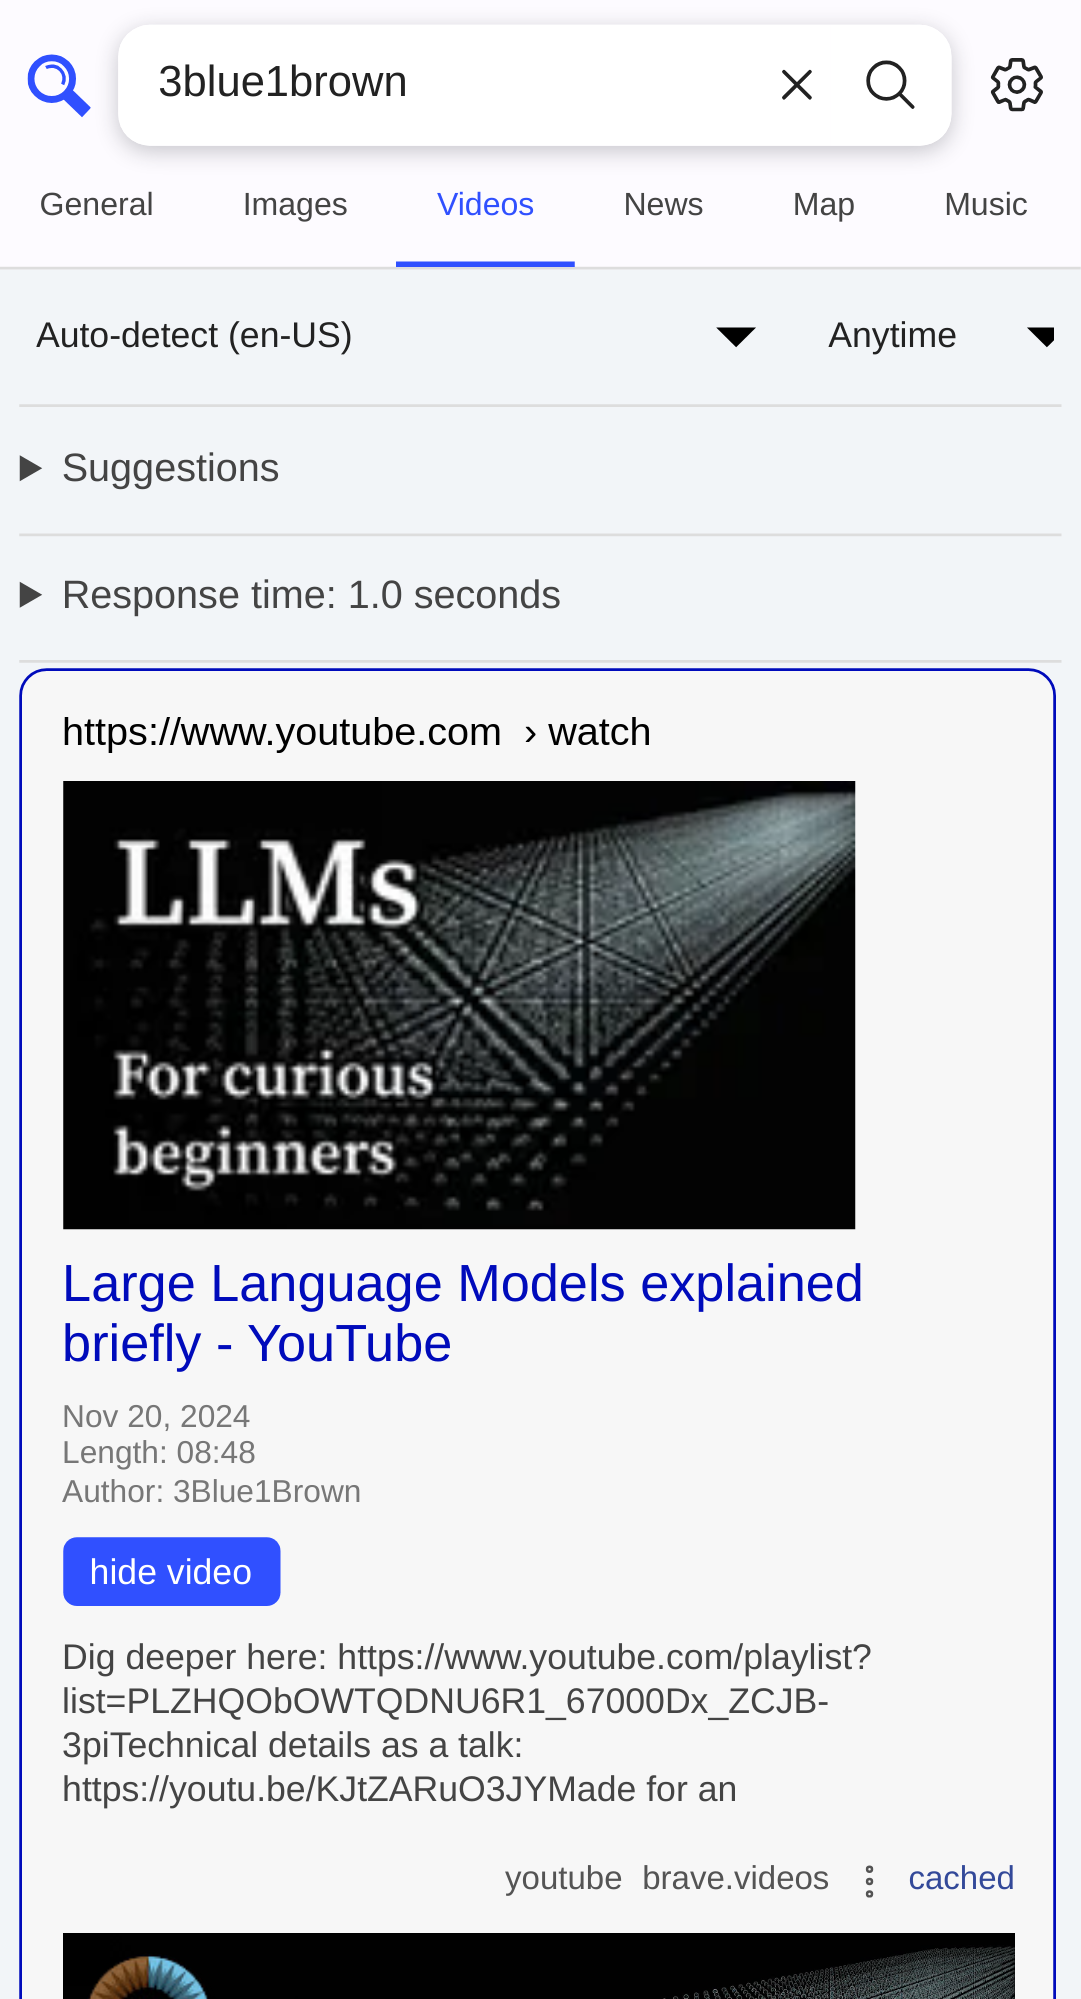 3blue1brown
General Images Videos News Map Music
Auto-detect (en-US) Anytime
Suggestions
Response time: 1.0 seconds
https://www.youtube.com › watch
LLMs
For curious
beginners
Large Language Models explained
briefly - YouTube
Nov 20, 2024
Length: 08:48
Author: 3Blue1Brown
hide video
Dig deeper here: https://www.youtube.com/playlist?
list=PLZHQObOWTQDNU6R1_67000Dx_ZCJB-
3piTechnical details as a talk:
https://youtu.be/KJtZARuO3JYMade for an
youtube brave.videos cached